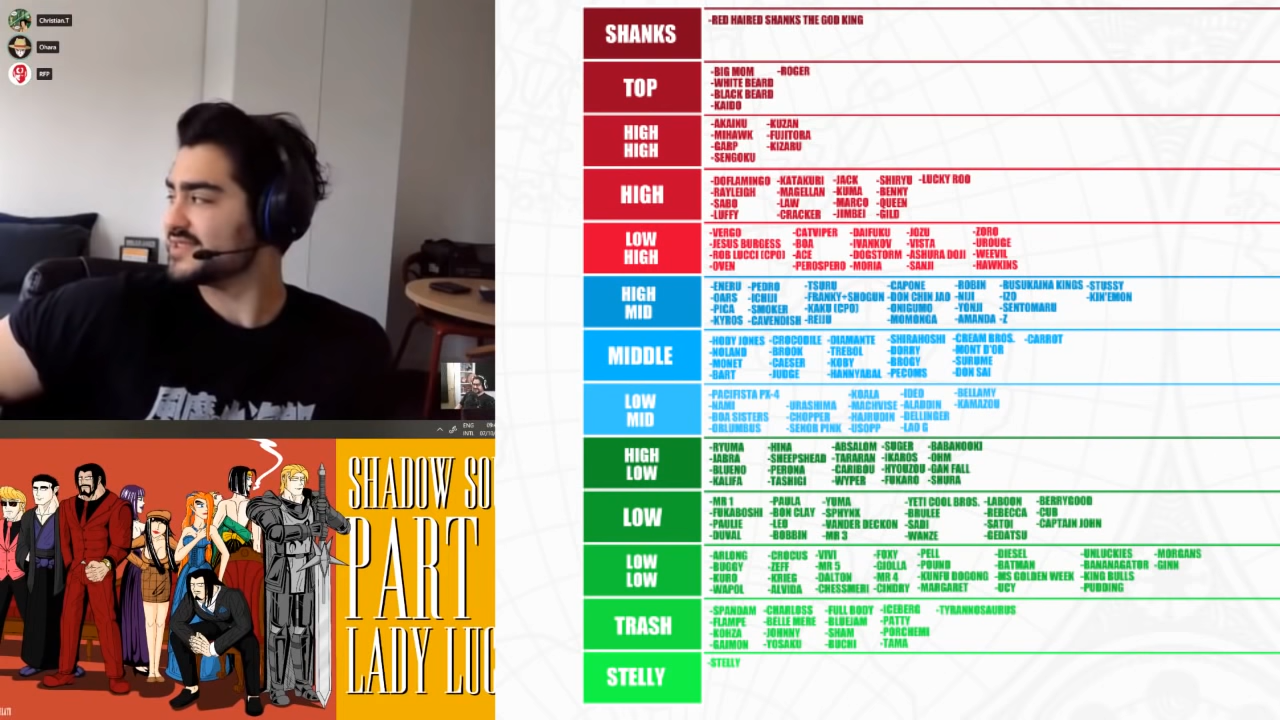 Christian.T
Ohara
RFP
ENG
INTL
SHADOW SO
PART
LADY LUC
SHANKS
-RED HAIRED SHANKS THE GOD KING
TOP
-BIG MOM -ROGER
-WHITE BEARD
-BLACK BEARD
-KAIDO
HIGH HIGH
-AKAINU -KUZAN
-MIHAWK -FUJITORA
-GARP -KIZARU
-SENGOKU
HIGH
-DOFLAMINGO -KATAKURI -JACK -SHIRYU -LUCKY ROO
-RAYLEIGH -MAGELLAN -KUMA -BENNY
-SABO -LAW -MARCO -QUEEN
-LUFFY -CRACKER -JIMBEI -GILD
LOW HIGH
-VERGO -CATVIPER -DAIFUKU -JOZU -ZORO
-JESUS BURGESS -BOA -IVANKOV -VISTA -UROUGE
-ROB LUCCI (CPO) -ACE -DOGSTORM -ASHURA DOJI -WEEVIL
-OVEN -PEROSPERO -MORIA -SANJI -HAWKINS
HIGH MID
-ENERU -PEDRO -TSURU -CAPONE -ROBIN -RUSUKAINA KINGS -STUSSY
-OARS -ICHIJI -FRANKY+SHOGUN -DON CHIN JAO -NIJI -IZO -KIN'EMON
-PICA -SMOKER -KAKU (CPO) -ONIGUMO -YONJI -SENTOMARU
-KYROS -CAVENDISH -REIJU -MOMONGA -AMANDA -Z
MIDDLE
-HODY JONES -CROCODILE -DIAMANTE -SHIRAHOSHI -CREAM BROS. -CARROT
-NOLAND -BROOK -TREBOL -DORRY -MONT D'OR
-MONET -CAESER -KOBY -BROGY -SURUME
-BART -JUDGE -HANNYABAL -PECOMS -DON SAI
LOW MID
-PACIFISTA PX-4 -KOALA -IDEO -BELLAMY
-NAMI -URASHIMA -MACHVISE -ALADDIN -KAMAZOU
-BOA SISTERS -CHOPPER -HAJRUDIN -DELLINGER
-ORLUMBUS -SENOR PINK -USOPP -LAO G
HIGH LOW
-RYUMA -HINA -ABSALOM -SUGER -BABANOOKI
-JABRA -SHEEPSHEAD -TARARAN -IKAROS -OHM
-BLUENO -PERONA -CARIBOU -HYOUZOU -GAN FALL
-KALIFA -TASHIGI -WYPER -FUKARO -SHURA
LOW
-MR 1 -PAULA -YUMA -YETI COOL BROS. -LABOON -BERRYGOOD
-FUKABOSHI -BON CLAY -SPHYNX -BRULEE -REBECCA -CUB
-PAULIE -LEO -VANDER DECKON -SADI -SATOI -CAPTAIN JOHN
-DUVAL -BOBBIN -MR 3 -WANZE -GEDATSU
LOW LOW
-ARLONG -CROCUS -VIVI -FOXY -PELL -DIESEL -UNLUCKIES -MORGANS
-BUGGY -ZEFF -MR 5 -GIOLLA -POUND -BATMAN -BANANAGATOR -GINN
-KURO -KRIEG -DALTON -MR 4 -KUNFU DOGONG -MS GOLDEN WEEK -KING BULLS
-WAPOL -ALVIDA -CHESSMERI -CINDRY -MARGARET -UCY -PUDDING
TRASH
-SPANDAM -CHARLOSS -FULL BODY -ICEBERG -TYRANNOSAURUS
-FLAMPE -BELLE MERE -BLUEJAM -PATTY
-KOHZA -JOHNNY -SHAM -PORCHEMI
-GAIMON -YOSAKU -BUCHI -TAMA
STELLY
-STELLY